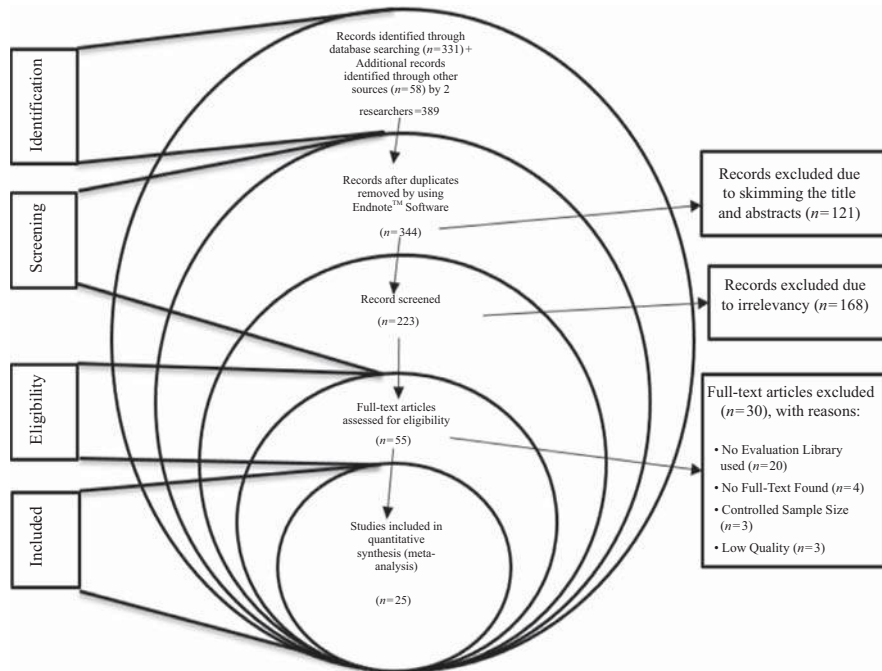 Identification
Screening
Eligibility
Included
Records identified through
database searching (n=331) +
Additional records
identified through other
sources (n=58) by 2
researchers=389
Records after duplicates
removed by using
Endnote™ Software
(n=344)
Record screened
(n=223)
Full-text articles
assessed for eligibility
(n=55)
Studies included in
quantitative
synthesis (meta-
analysis)
(n=25)
Records excluded due
to skimming the title
and abstracts (n=121)
Records excluded due
to irrelevancy (n=168)
Full-text articles excluded
(n=30), with reasons:
• No Evaluation Library
used (n=20)
• No Full-Text Found (n=4)
• Controlled Sample Size
(n=3)
• Low Quality (n=3)